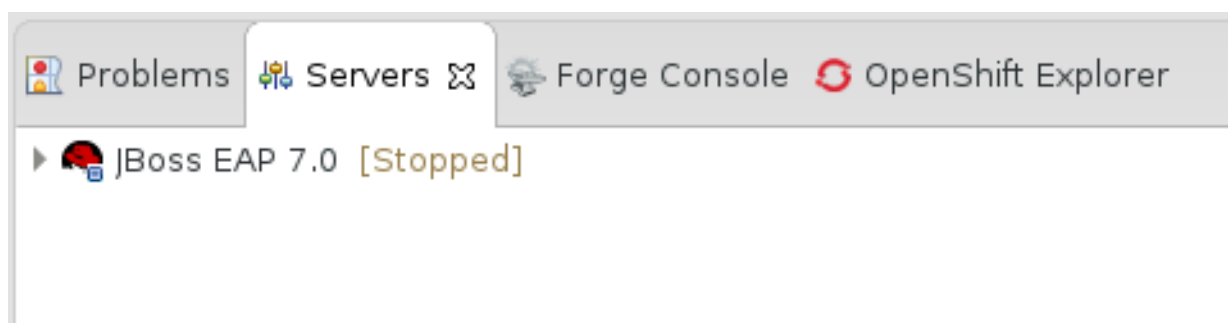 Problems Servers Forge Console OpenShift Explorer
JBoss EAP 7.0 [Stopped]